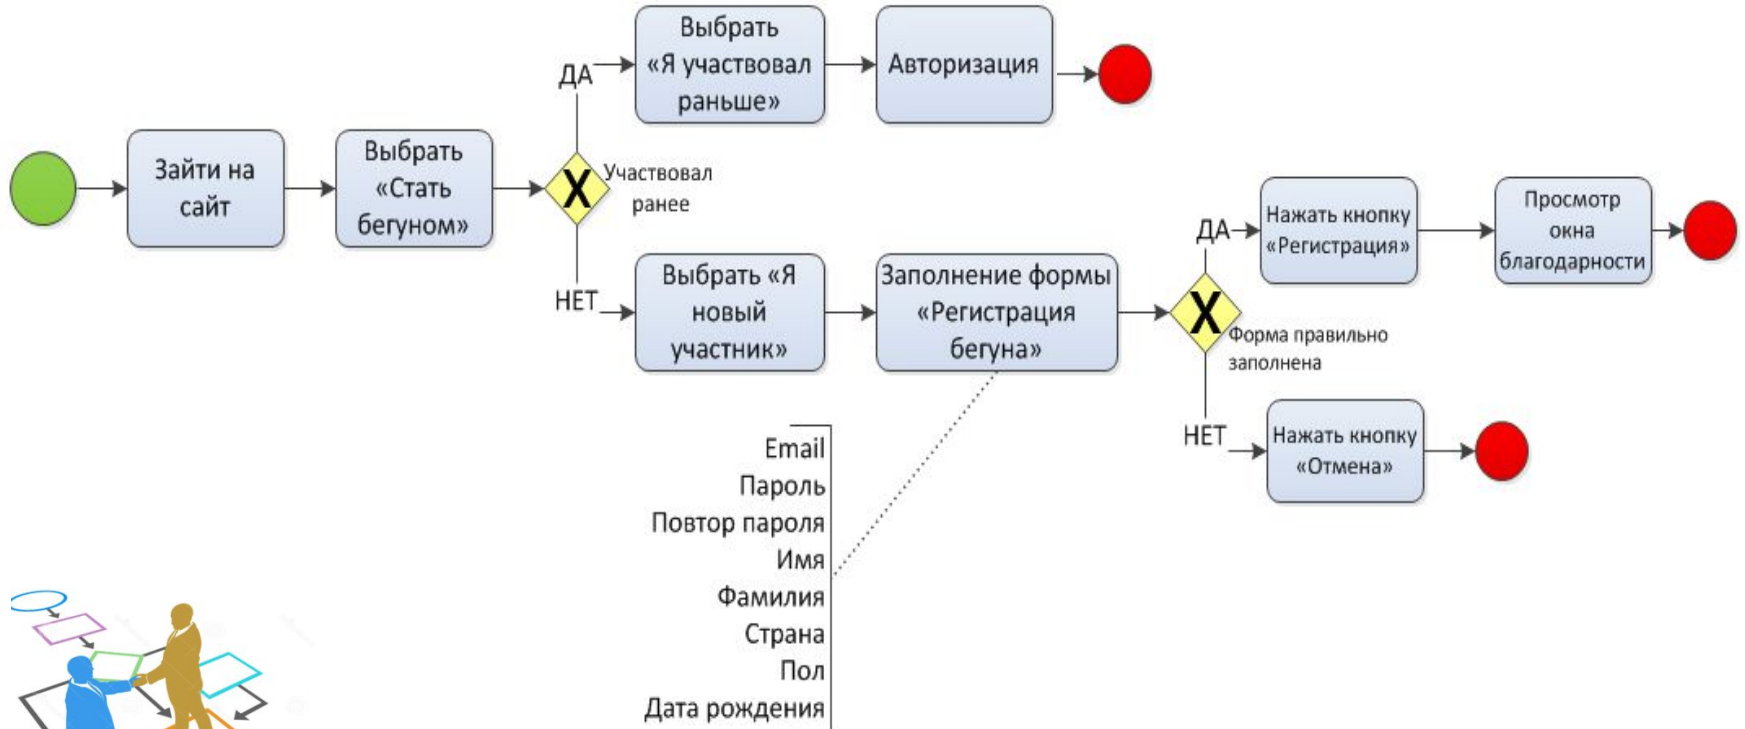 Зайти на
сайт
Выбрать
«Стать
бегуном»
X
Участвовал
ранее
ДА
Выбрать
«Я участвовал
раньше»
Авторизация
НЕТ
Выбрать «Я
новый
участник»
Заполнение формы
«Регистрация
бегуна»
X
Форма правильно
заполнена
ДА
Нажать кнопку
«Регистрация»
Просмотр
окна
благодарности
НЕТ
Нажать кнопку
«Отмена»
Email
Пароль
Повтор пароля
Имя
Фамилия
Страна
Пол
Дата рождения